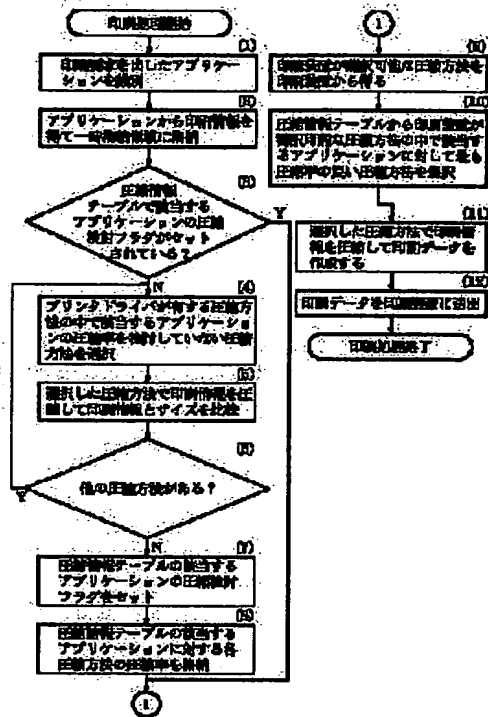 印刷処理開始
[1]
印刷要求を出したアプリケー
ションを識別
[2]
アプリケーションから印刷情報を
得て一時格納領域に格納
[3]
圧縮情報
テーブルで該当する
アプリケーションの圧縮
検討フラグがセット
されている?
Y
N
[4]
プリンタドライバが有する圧縮方
法の中で該当するアプリケーショ
ンの圧縮率を検討していない圧縮
方法を選択
[5]
選択した圧縮方法で印刷情報を圧
縮して印刷情報とサイズを比較
[6]
他の圧縮方法がある?
Y
N
[7]
圧縮情報テーブルの該当する
アプリケーションの圧縮検討
フラグをセット
[8]
圧縮情報テーブルの該当する
アプリケーションに対する各
圧縮方法の圧縮率を格納
1
1
[9]
印刷装置が解釈可能な圧縮方法を
印刷装置から得る
[10]
圧縮情報テーブルから印刷装置が
解釈可能な圧縮方法の中で該当す
るアプリケーションに対して最も
圧縮率の良い圧縮方法を選択
[11]
選択した圧縮方法で印刷情
報を圧縮して印刷データを
作成する
[12]
印刷データを印刷装置に送出
印刷処理終了